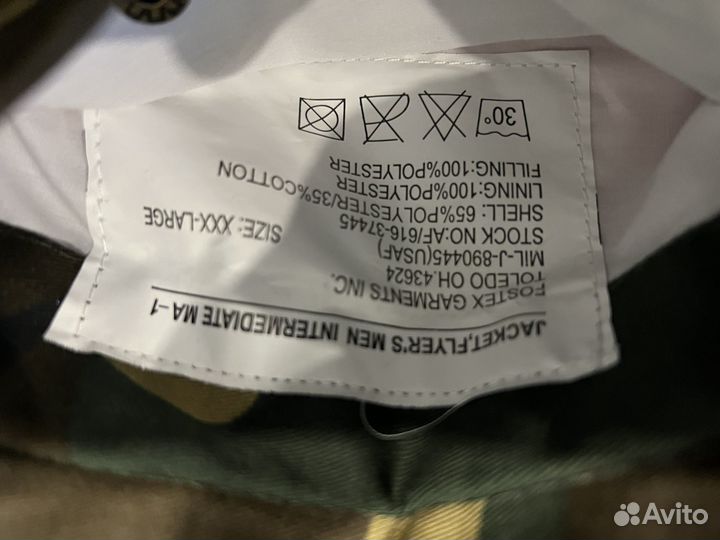 JACKET,FLYER'S MEN INTERMEDIATE MA-1
FOSTEX GARMENTS INC.
TOLEDO OH.43624
MIL-J-890445(USAF)
STOCK NO:AF/616-37445
SIZE: XXX-LARGE
SHELL: 65%POLYESTER/35%COTTON
LINING:100%POLYESTER
FILLING:100%POLYESTER
30°
Avito